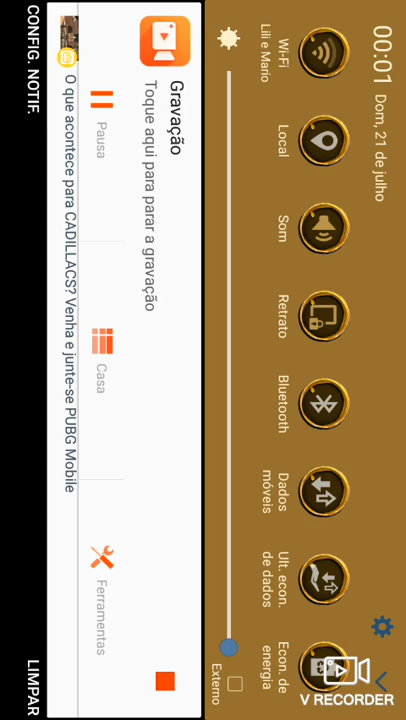 00:01 Dom, 21 de julho
Wi-Fi
Lili e Mario
Local
Som
Retrato
Bluetooth
Dados
móveis
Ult. econ.
de dados
Econ. de
energia
Externo
Gravação
Toque aqui para parar a gravação
Pausa
Casa
Ferramentas
O que acontece para CADILLACS? Venha e junte-se PUBG Mobile
CONFIG. NOTIF.
LIMPAR
V RECORDER